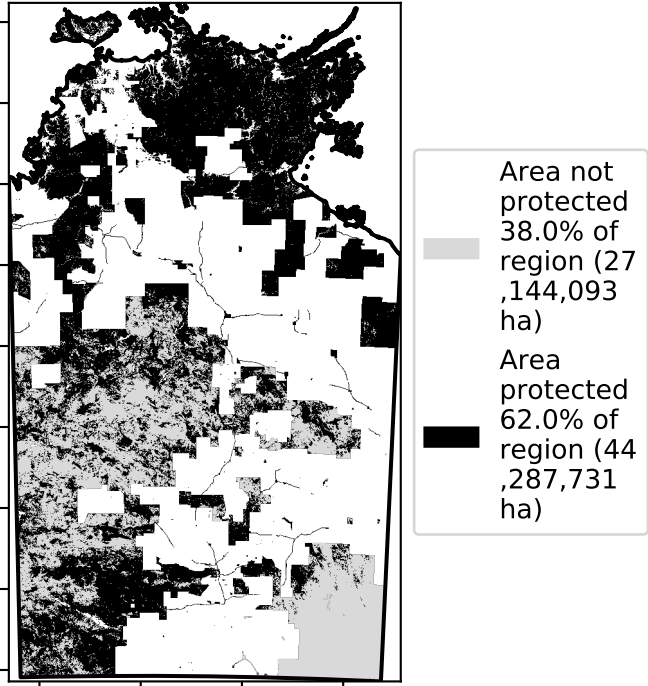 Area not
protected
38.0% of
region (27
,144,093
ha)
Area
protected
62.0% of
region (44
,287,731
ha)